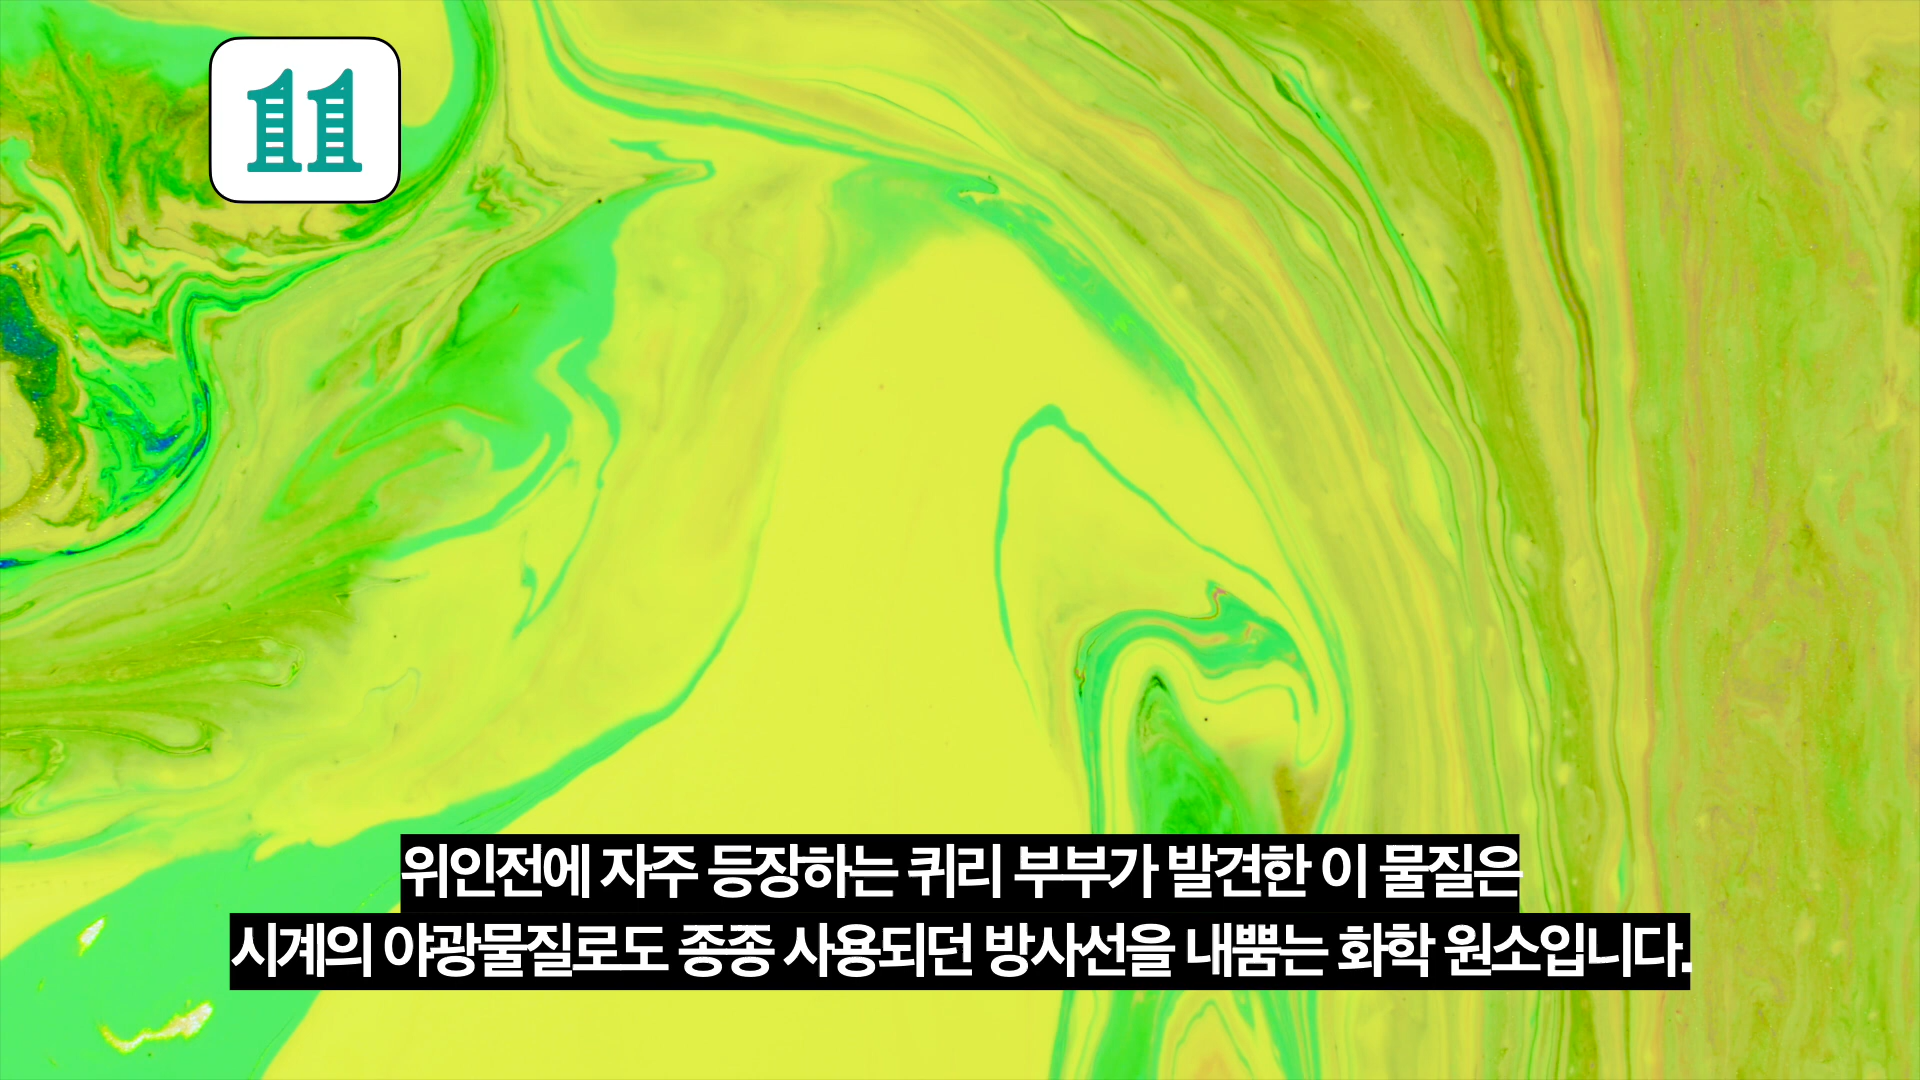 11
위인전에 자주 등장하는 퀴리 부부가 발견한 이 물질은
시계의 야광물질로도 종종 사용되던 방사선을 내뿜는 화학 원소입니다.